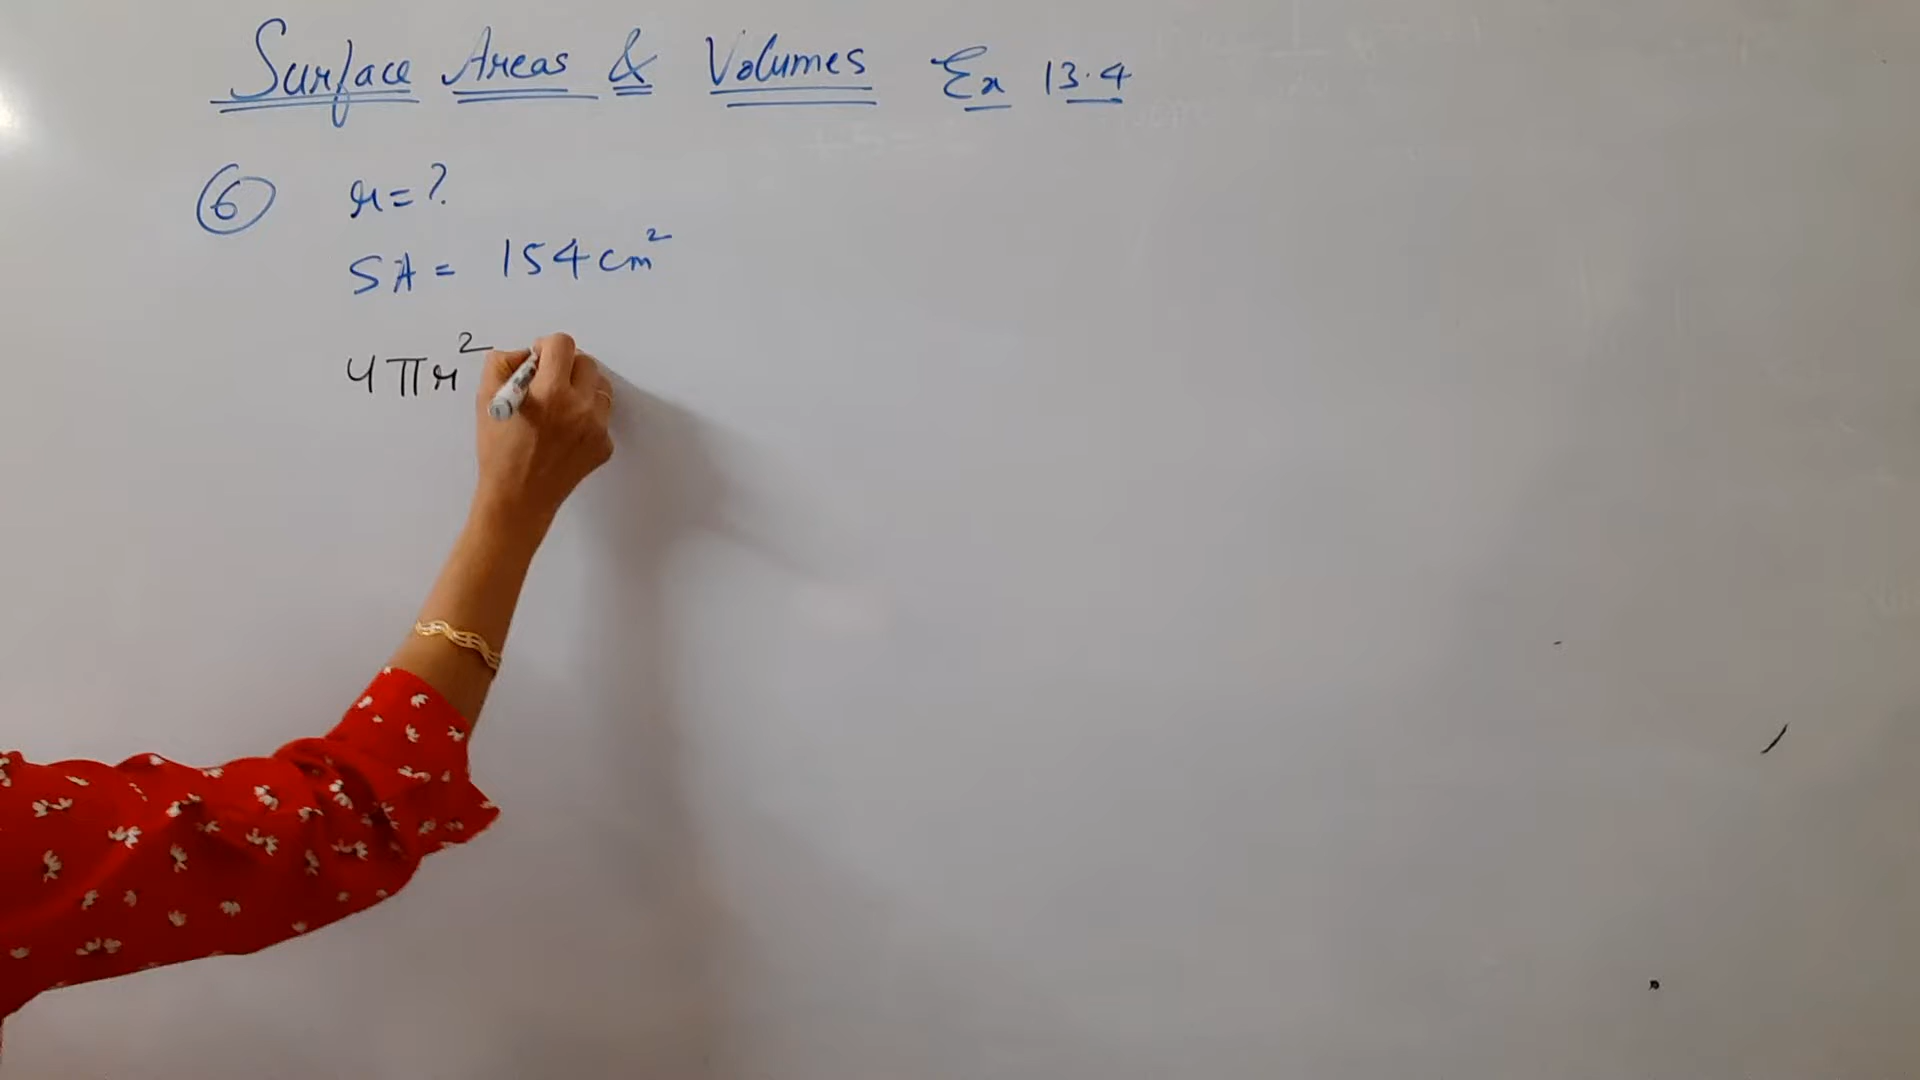 Surface Areas & Volumes Ex 13.4
6 r = ?
SA = 154 cm²
4πr²